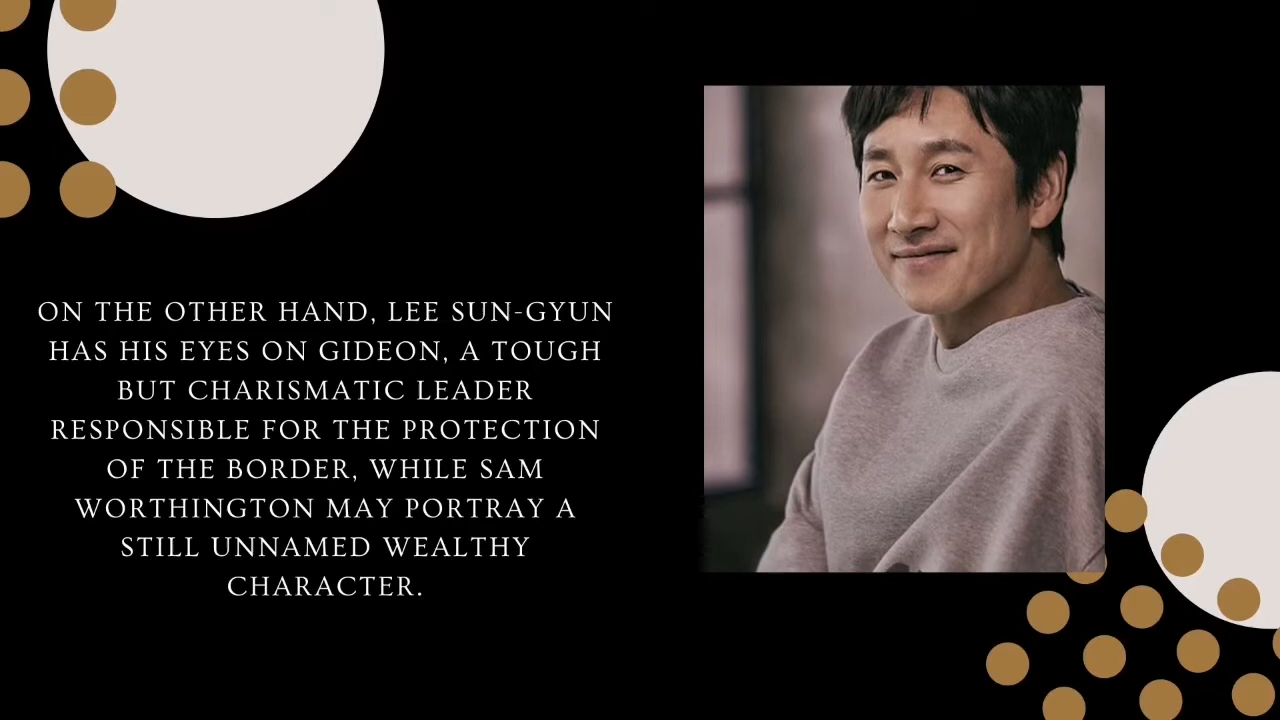 ON THE OTHER HAND, LEE SUN-GYUN
HAS HIS EYES ON GIDEON, A TOUGH
BUT CHARISMATIC LEADER
RESPONSIBLE FOR THE PROTECTION
OF THE BORDER, WHILE SAM
WORTHINGTON MAY PORTRAY A
STILL UNNAMED WEALTHY
CHARACTER.